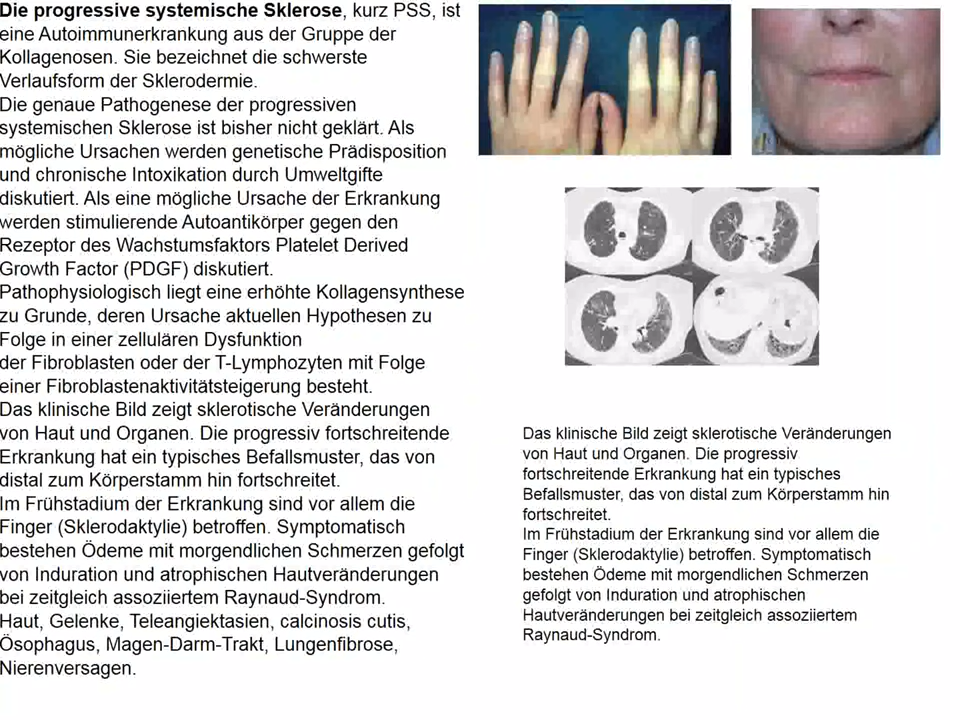 Die progressive systemische Sklerose, kurz PSS, ist
eine Autoimmunerkrankung aus der Gruppe der
Kollagenosen. Sie bezeichnet die schwerste
Verlaufsform der Sklerodermie.
Die genaue Pathogenese der progressiven
systemischen Sklerose ist bisher nicht geklärt. Als
mögliche Ursachen werden genetische Prädisposition
und chronische Intoxikation durch Umweltgifte
diskutiert. Als eine mögliche Ursache der Erkrankung
werden stimulierende Autoantikörper gegen den
Rezeptor des Wachstumsfaktors Platelet Derived
Growth Factor (PDGF) diskutiert.
Pathophysiologisch liegt eine erhöhte Kollagensynthese
zu Grunde, deren Ursache aktuellen Hypothesen zu
Folge in einer zellulären Dysfunktion
der Fibroblasten oder der T-Lymphozyten mit Folge
einer Fibroblastenaktivitätsteigerung besteht.
Das klinische Bild zeigt sklerotische Veränderungen
von Haut und Organen. Die progressiv fortschreitende
Erkrankung hat ein typisches Befallsmuster, das von
distal zum Körperstamm hin fortschreitet.
Im Frühstadium der Erkrankung sind vor allem die
Finger (Sklerodaktylie) betroffen. Symptomatisch
bestehen Ödeme mit morgendlichen Schmerzen gefolgt
von Induration und atrophischen Hautveränderungen
bei zeitgleich assoziiertem Raynaud-Syndrom.
Haut, Gelenke, Teleangiektasien, calcinosis cutis,
Ösophagus, Magen-Darm-Trakt, Lungenfibrose,
Nierenversagen.
Das klinische Bild zeigt sklerotische Veränderungen
von Haut und Organen. Die progressiv
fortschreitende Erkrankung hat ein typisches
Befallsmuster, das von distal zum Körperstamm hin
fortschreitet.
Im Frühstadium der Erkrankung sind vor allem die
Finger (Sklerodaktylie) betroffen. Symptomatisch
bestehen Ödeme mit morgendlichen Schmerzen
gefolgt von Induration und atrophischen
Hautveränderungen bei zeitgleich assoziiertem
Raynaud-Syndrom.